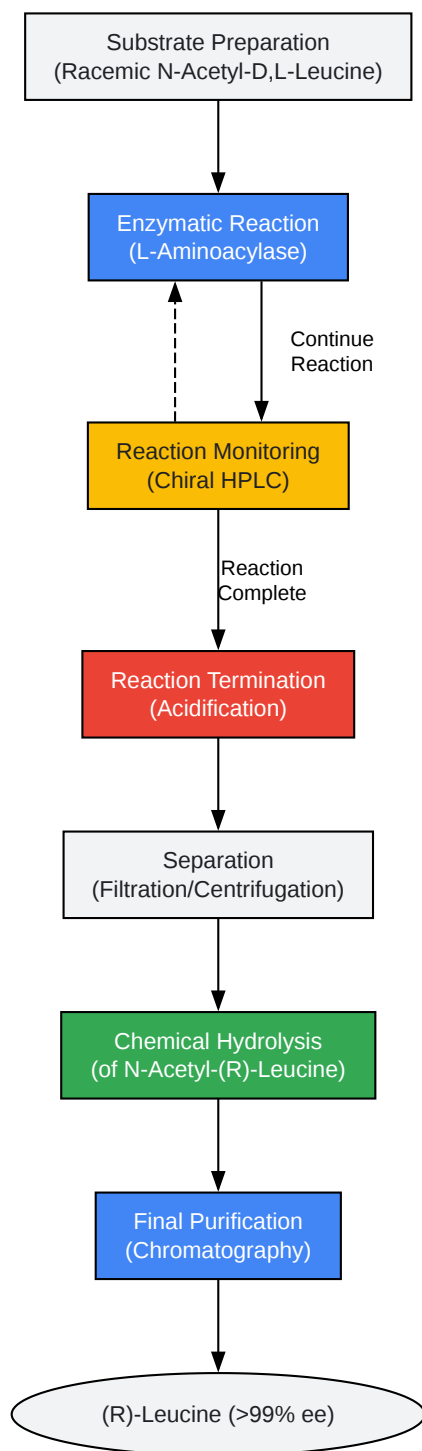 Substrate Preparation
(Racemic N-Acetyl-D,L-Leucine)
Enzymatic Reaction
(L-Aminoacylase)
Continue
Reaction
Reaction Monitoring
(Chiral HPLC)
Reaction
Complete
Reaction Termination
(Acidification)
Separation
(Filtration/Centrifugation)
Chemical Hydrolysis
(of N-Acetyl-(R)-Leucine)
Final Purification
(Chromatography)
(R)-Leucine (>99% ee)